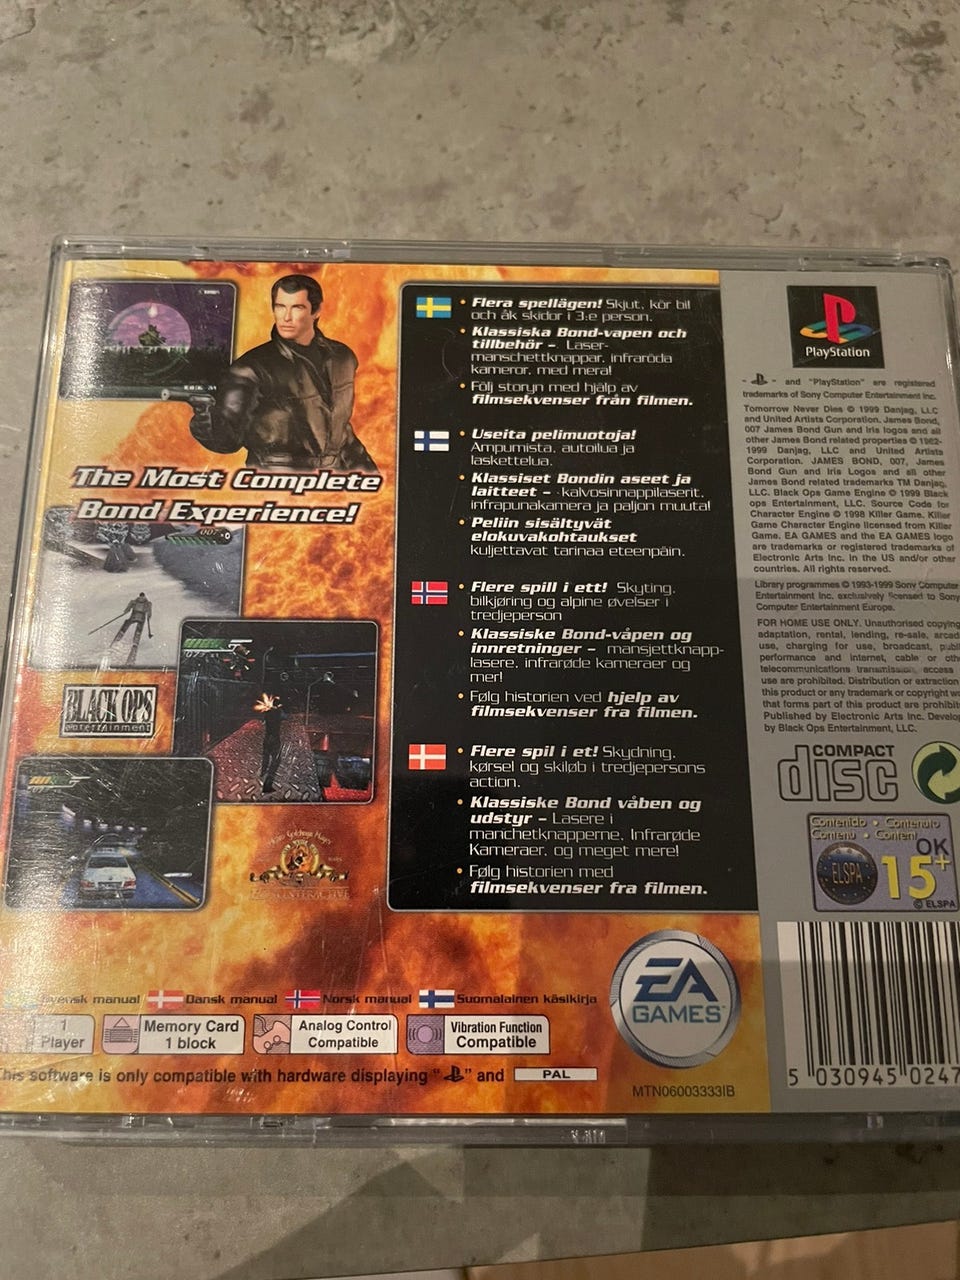 The Most Complete
Bond Experience!
BLACK OPS
entertainment
Flera spellägen! Skjut, kör bil
och åk skidor i 3:e person.
Klassiska Bond-vapen och
tillbehör – Laser-
manschettknappar, infraröda
kameror, med mera!
Följ storyn med hjälp av
filmsekvenser från filmen.
Useita pelimuotoja!
Ampumista, autoilua ja
laskettelua.
Klassiset Bondin aseet ja
laitteet – kalvosinnappilaserit,
infrapunakamera ja paljon muuta!
Peliin sisältyvät
elokuvakohtaukset
kuljettavat tarinaa eteenpäin.
Flere spill i ett! Skyting,
bilkjøring og alpine øvelser i
tredjeperson
Klassiske Bond-våpen og
innretninger – mansjettknapp-
lasere, infrarøde kameraer og
mer!
Følg historien ved hjelp av
filmsekvenser fra filmen.
Flere spil i et! Skydning,
kørsel og skiløb i tredjepersons
action.
Klassiske Bond våben og
udstyr – Lasere i
manchetknapperne, Infrarøde
Kameraer, og meget mere!
Følg historien med
filmsekvenser fra filmen.
PlayStation
" " and "PlayStation" are registered
trademarks of Sony Computer Entertainment Inc.
Tomorrow Never Dies © 1999 Danjaq, LLC
and United Artists Corporation. James Bond,
007 James Bond Gun and Iris logos and all
other James Bond related properties © 1962-
1999 Danjaq, LLC and United Artists
Corporation. JAMES BOND, 007, James
Bond Gun and Iris Logos and all other
James Bond related trademarks TM Danjaq,
LLC. Black Ops Game Engine © 1999 Black
ops Entertainment, LLC. Source Code for
Character Engine © 1998 Killer Game. Killer
Game Character Engine licensed from Killer
Game. EA GAMES and the EA GAMES logo
are trademarks or registered trademarks of
Electronic Arts Inc. in the US and/or other
countries. All rights reserved.
Library programmes © 1993-1999 Sony Computer
Entertainment Inc. exclusively licensed to Sony
Computer Entertainment Europe.
FOR HOME USE ONLY. Unauthorised copying,
adaptation, rental, lending, re-sale, arcade
use, charging for use, broadcast, public
performance and internet, cable or other
telecommunications transmission, access
use are prohibited. Distribution or extraction
this product or any trademark or copyright wo
that forms part of this product are prohibite
Published by Electronic Arts Inc. Develop
by Black Ops Entertainment, LLC.
COMPACT
disc
Contenido • Contenuto
Contenu • Content
ELSPA
OK
15+
© ELSPA
EA
GAMES
Svensk manual Dansk manual Norsk manual Suomalainen käsikirja
1
Player
Memory Card
1 block
Analog Control
Compatible
Vibration Function
Compatible
This software is only compatible with hardware displaying " " and PAL
MTN06003333IB
5 030945 0247